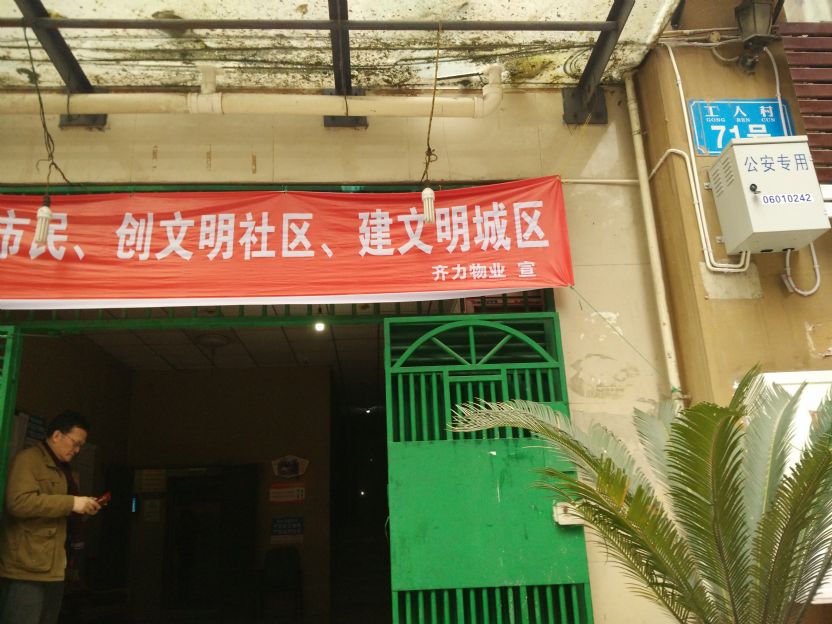 市民、创文明社区、建文明城区
齐力物业 宣
工人村
GONG REN CUN
71号
公安专用
06010242